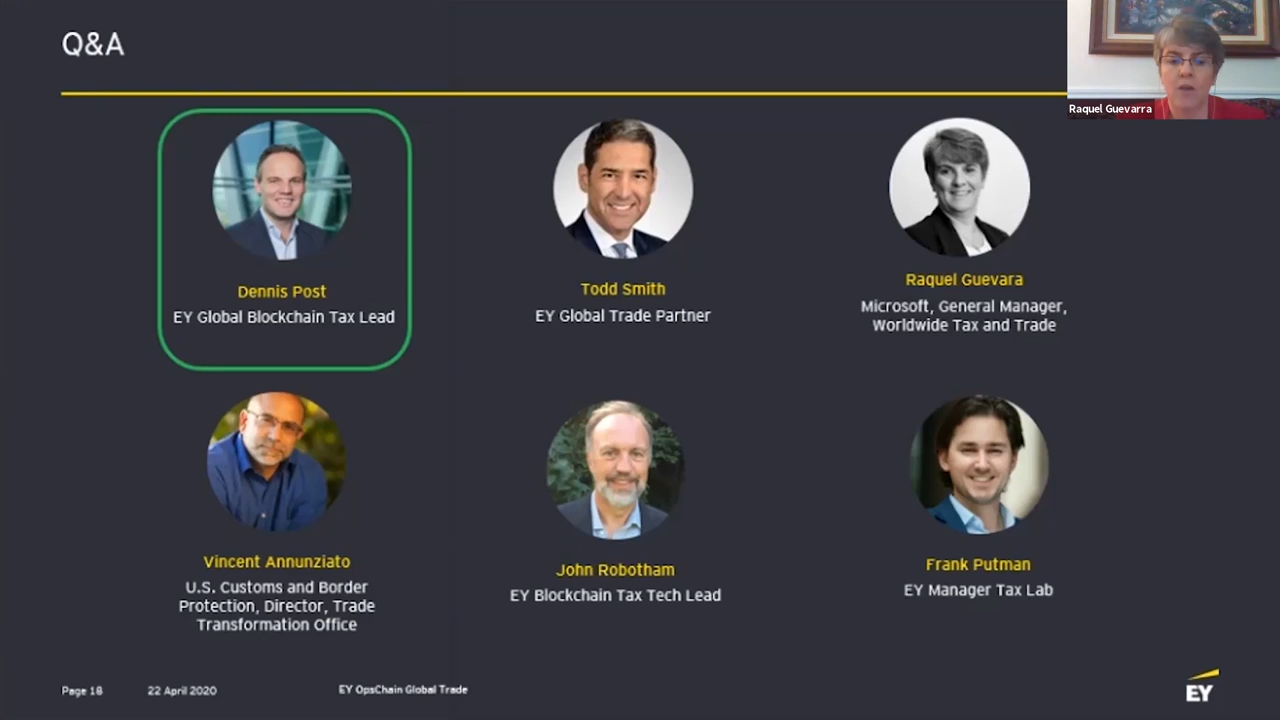 Q&A
Raquel Guevarra
Dennis Post
EY Global Blockchain Tax Lead
Todd Smith
EY Global Trade Partner
Raquel Guevara
Microsoft, General Manager,
Worldwide Tax and Trade
Vincent Annunziato
U.S. Customs and Border
Protection, Director, Trade
Transformation Office
John Robotham
EY Blockchain Tax Tech Lead
Frank Putman
EY Manager Tax Lab
Page 18
22 April 2020
EY OpsChain Global Trade
EY